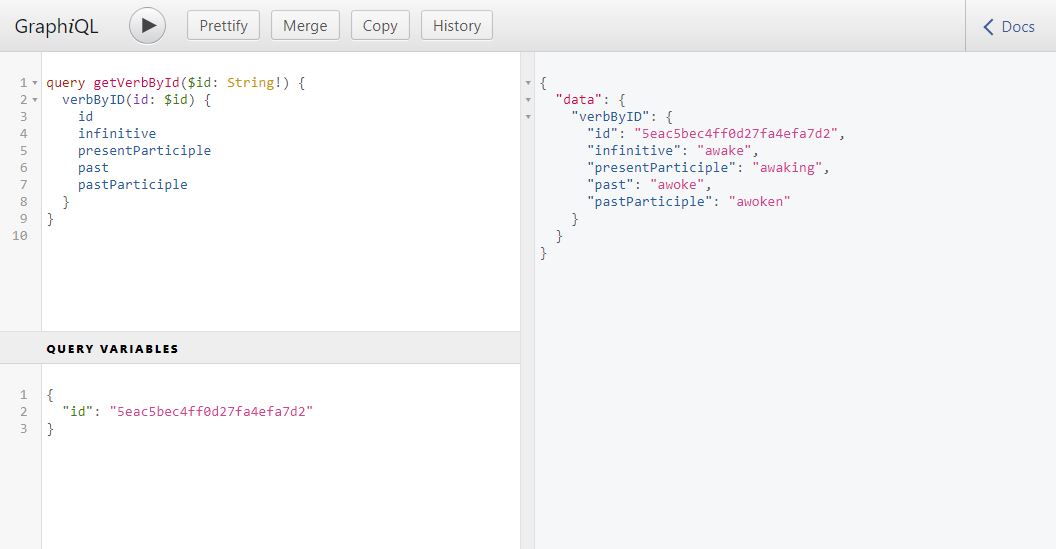 GraphiQL Prettify Merge Copy History Docs
1 query getVerbById($id: String!) {
2 verbByID(id: $id) {
3 id
4 infinitive
5 presentParticiple
6 past
7 pastParticiple
8 }
9 }
10
QUERY VARIABLES
1 {
2 "id": "5eac5bec4ff0d27fa4efa7d2"
3 }
{
"data": {
"verbByID": {
"id": "5eac5bec4ff0d27fa4efa7d2",
"infinitive": "awake",
"presentParticiple": "awaking",
"past": "awoke",
"pastParticiple": "awoken"
}
}
}